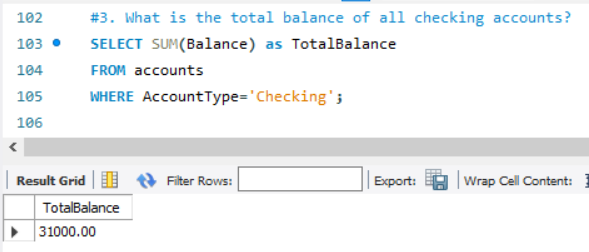 102 #3. What is the total balance of all checking accounts?
103 SELECT SUM(Balance) as TotalBalance
104 FROM accounts
105 WHERE AccountType='Checking';
106
Result Grid Filter Rows: Export: Wrap Cell Content:
TotalBalance
31000.00